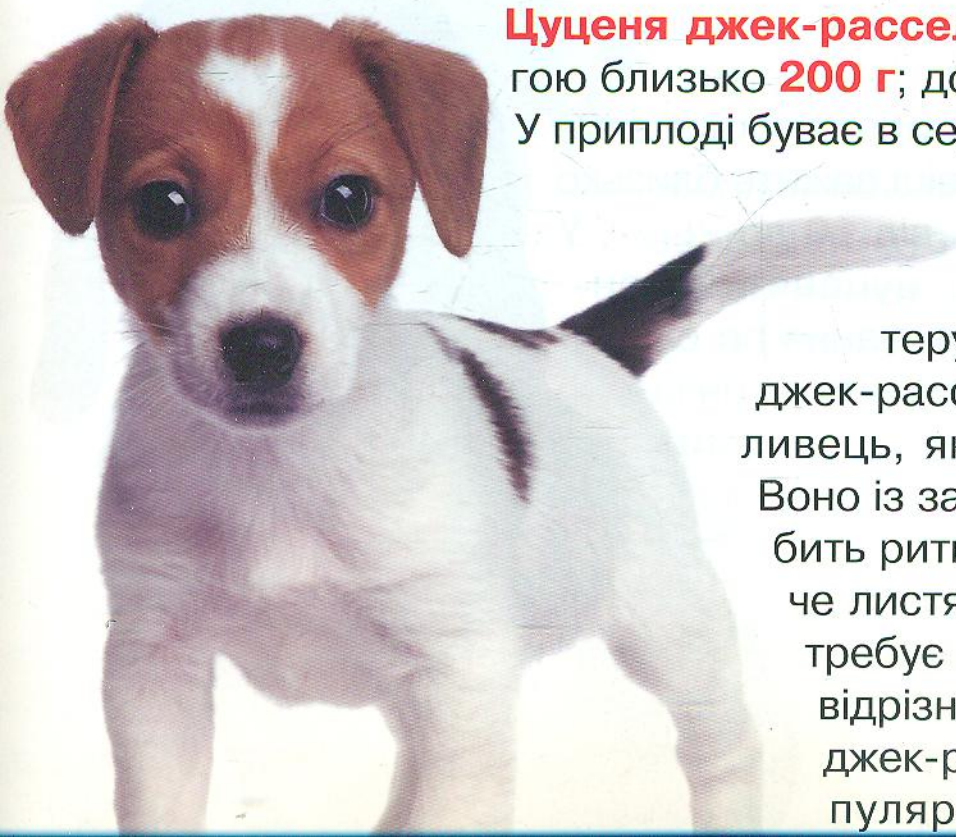 Цуценя джек-рассе
гою близько 200 г; до
У приплоді буває в се
теру
джек-расс
ливець, як
Воно із за
бить рити
че листя
требує
відрізн
джек-р
пуляр